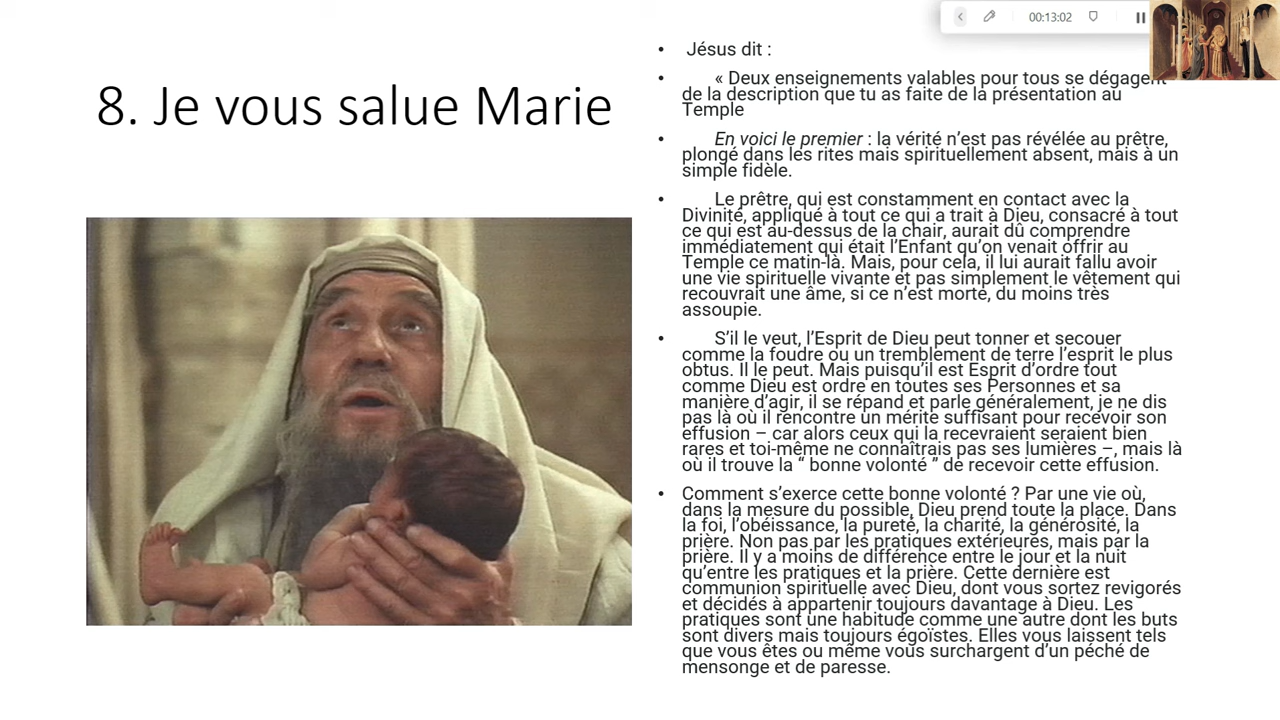 8. Je vous salue Marie
00:13:02
• Jésus dit :
• « Deux enseignements valables pour tous se dégagent
de la description que tu as faite de la présentation au
Temple
• En voici le premier : la vérité n’est pas révélée au prêtre,
plongé dans les rites mais spirituellement absent, mais à un
simple fidèle.
• Le prêtre, qui est constamment en contact avec la
Divinité, appliqué à tout ce qui a trait à Dieu, consacré à tout
ce qui est au-dessus de la chair, aurait dû comprendre
immédiatement qui était l’Enfant qu’on venait offrir au
Temple ce matin-là. Mais, pour cela, il lui aurait fallu avoir
une vie spirituelle vivante et pas simplement le vêtement qui
recouvrait une âme, si ce n’est morte, du moins très
assoupie.
• S’il le veut, l’Esprit de Dieu peut tonner et secouer
comme la foudre ou un tremblement de terre l’esprit le plus
obtus. Il le peut. Mais puisqu’il est Esprit d’ordre tout
comme Dieu est ordre en toutes ses Personnes et sa
manière d’agir, il se répand et parle généralement, je ne dis
pas là où il rencontre un mérite suffisant pour recevoir son
effusion – car alors ceux qui la recevraient seraient bien
rares et toi-même ne connaîtrais pas ses lumières –, mais là
où il trouve la “ bonne volonté ” de recevoir cette effusion.
• Comment s’exerce cette bonne volonté ? Par une vie où,
dans la mesure du possible, Dieu prend toute la place. Dans
la foi, l’obéissance, la pureté, la charité, la générosité, la
prière. Non pas par les pratiques extérieures, mais par la
prière. Il y a moins de différence entre le jour et la nuit
qu’entre les pratiques et la prière. Cette dernière est
communion spirituelle avec Dieu, dont vous sortez revigorés
et décidés à appartenir toujours davantage à Dieu. Les
pratiques sont une habitude comme une autre dont les buts
sont divers mais toujours égoïstes. Elles vous laissent tels
que vous êtes ou même vous surchargent d’un péché de
mensonge et de paresse.